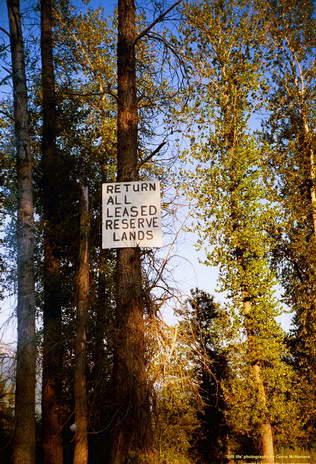 RETURN
ALL
LEASED
RESERVE
LANDS